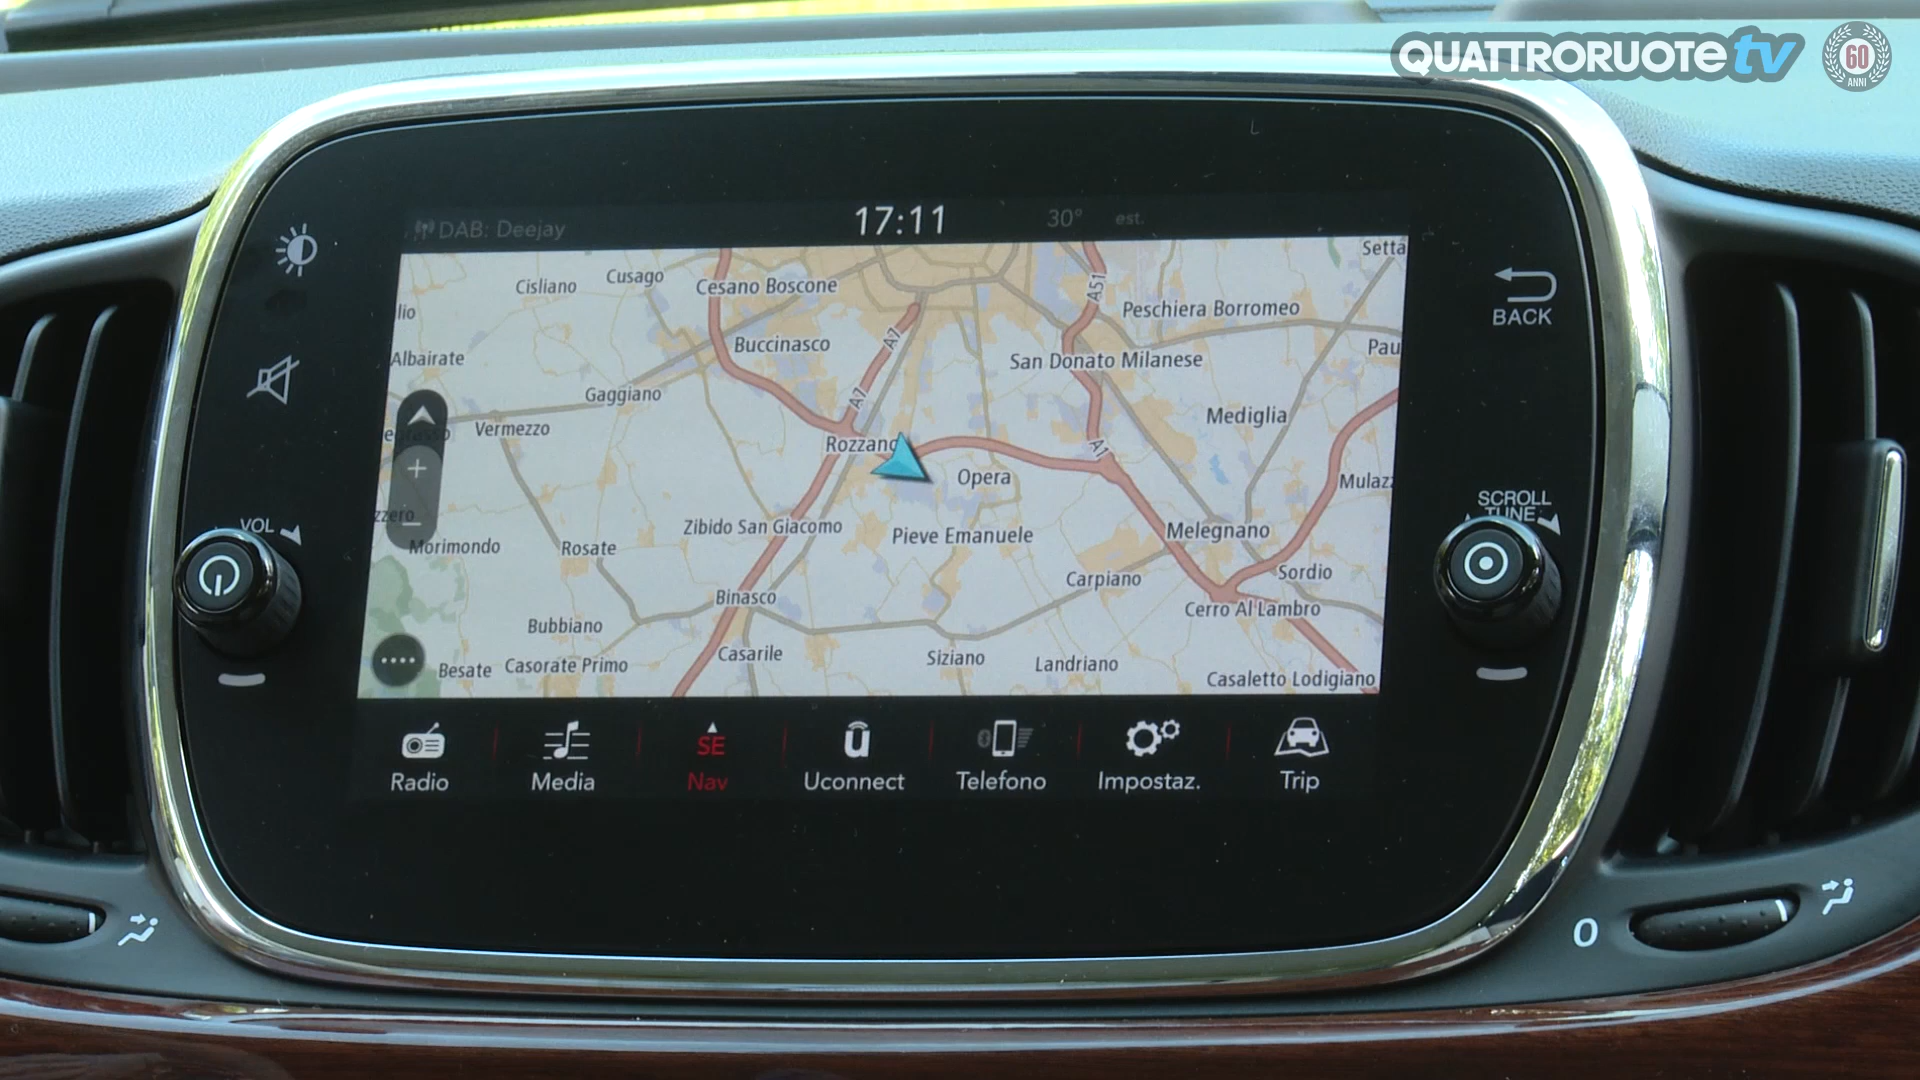 QUATTRORUOTE tv
60
ANNI
DAB: Deejay
17:11
30° est.
Setta
Cisliano
Cusago
Cesano Boscone
A51
Peschiera Borromeo
lio
BACK
Albairate
Buccinasco
A7
San Donato Milanese
Pau
Gaggiano
A7
Mediglia
Vermezzo
Rozzano
A1
Opera
Mulaz
SCROLL
TUNE
VOL
zzero
Zibido San Giacomo
Pieve Emanuele
Melegnano
Morimondo
Rosate
Carpiano
Sordio
Binasco
Cerro Al Lambro
Bubbiano
Besate
Casorate Primo
Casarile
Siziano
Landriano
Casaletto Lodigiano
SE
Radio
Media
Nav
Uconnect
Telefono
Impostaz.
Trip
0